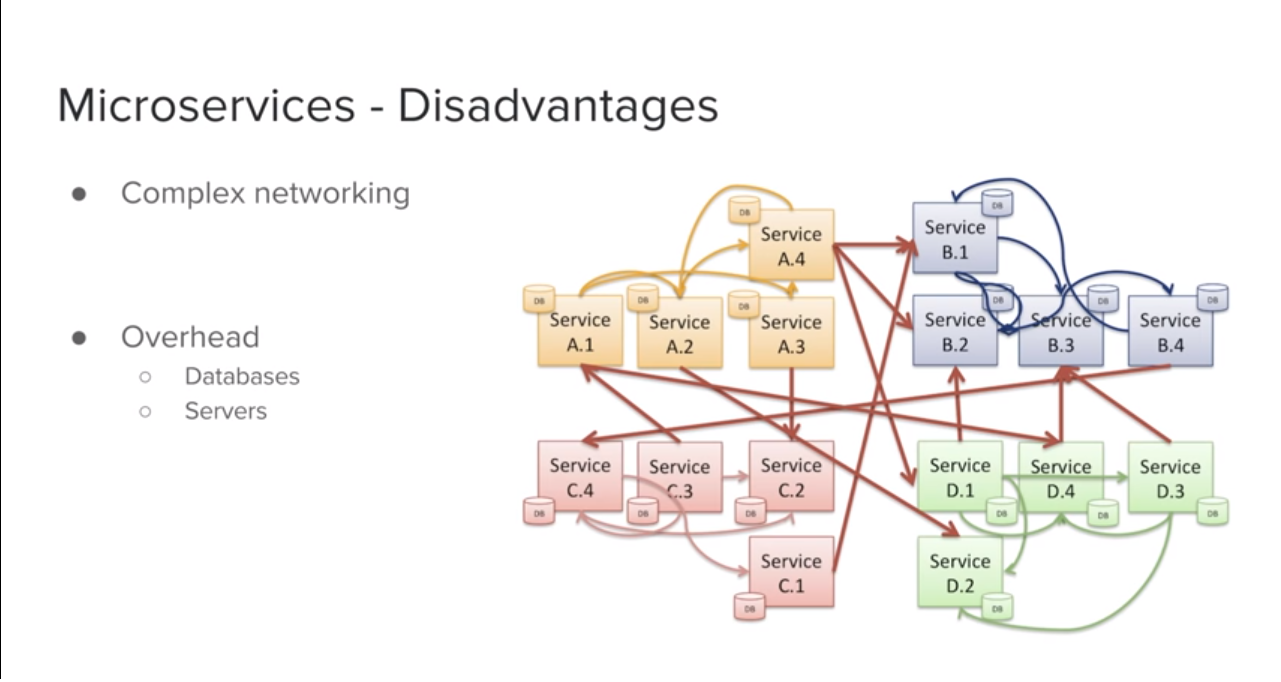 Microservices - Disadvantages
● Complex networking
● Overhead
○ Databases
○ Servers
DB
Service
A.4
DB
Service
A.1
DB
Service
A.2
DB
Service
A.3
DB
Service
B.1
DB
Service
B.2
DB
Service
B.3
DB
Service
B.4
Service
C.4
DB
Service
C.3
DB
Service
C.2
DB
Service
C.1
DB
Service
D.1
DB
Service
D.4
DB
Service
D.3
DB
Service
D.2
DB